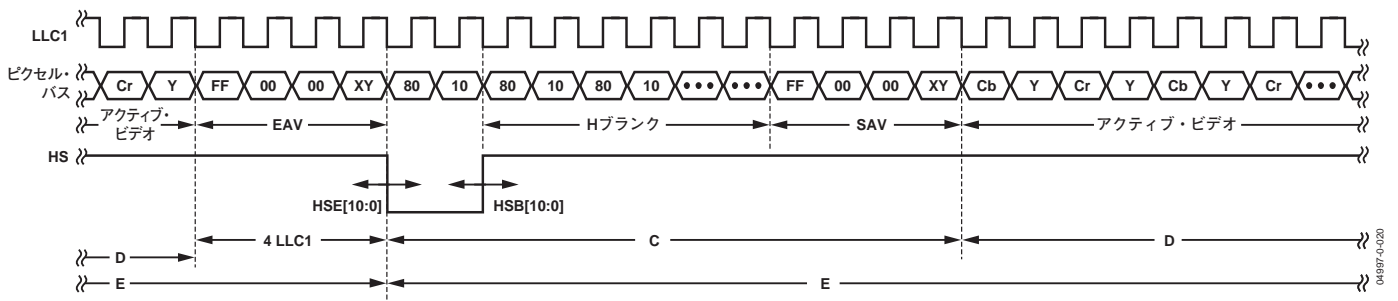 LLC1
ピクセル・
バス
Cr Y FF 00 00 XY 80 10 80 10 80 10 ••• ••• FF 00 00 XY Cb Y Cr Y Cb Y Cr •••
アクティブ・
ビデオ
EAV
Hブランク
SAV
アクティブ・ビデオ
HS
HSE[10:0]
HSB[10:0]
4 LLC1
C
D
D
E
E
04997-0-020